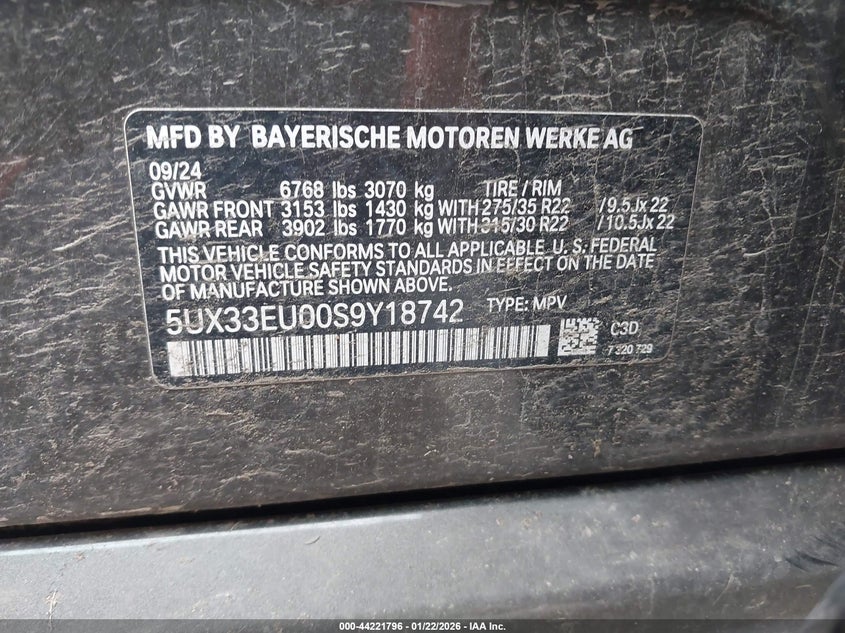 MFD BY BAYERISCHE MOTOREN WERKE AG
09/24
GVWR 6768 lbs 3070 kg TIRE / RIM
GAWR FRONT 3153 lbs 1430 kg WITH 275/35 R22 /9.5Jx22
GAWR REAR 3902 lbs 1770 kg WITH 315/30 R22 /10.5Jx22
THIS VEHICLE CONFORMS TO ALL APPLICABLE U. S. FEDERAL
MOTOR VEHICLE SAFETY STANDARDS IN EFFECT ON THE DATE
OF MANUFACTURE SHOWN ABOVE.
5UX33EU00S9Y18742 TYPE: MPV
C3D
7 320 729
000-44221796 - 01/22/2026 - IAA Inc.